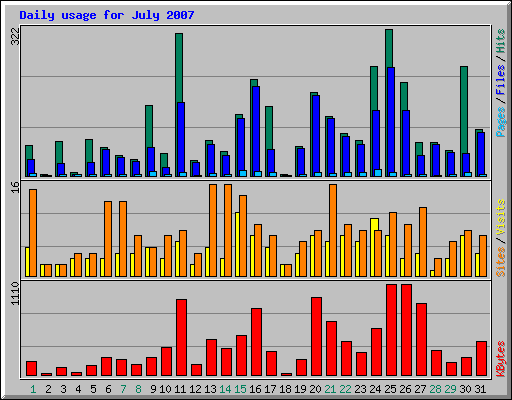 Daily usage for July 2007
322
Pages / Files / Hits
16
Sites / Visits
1110
KBytes
1 2 3 4 5 6 7 8 9 10 11 12 13 14 15 16 17 18 19 20 21 22 23 24 25 26 27 28 29 30 31